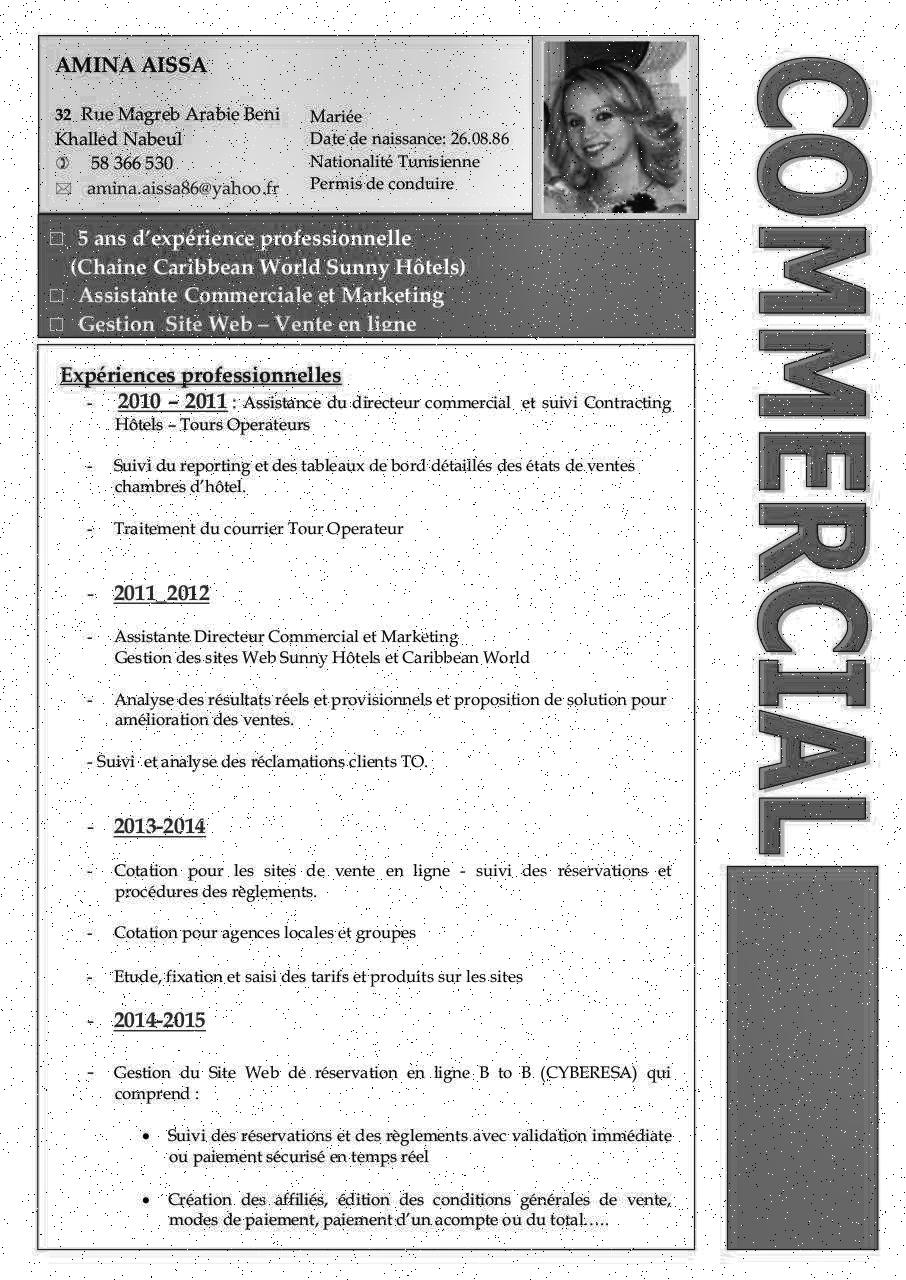 AMINA AISSA
32 Rue Magreb Arabie Beni
Khalled Nabeul
✆ 58 366 530
✉ amina.aissa86@yahoo.fr
Mariée
Date de naissance: 26.08.86
Nationalité Tunisienne
Permis de conduire
□ 5 ans d’expérience professionnelle
(Chaine Caribbean World Sunny Hôtels)
□ Assistante Commerciale et Marketing
□ Gestion Site Web – Vente en ligne
COMMERCIAL
Expériences professionnelles
- 2010 – 2011 : Assistance du directeur commercial et suivi Contracting
Hôtels – Tours Operateurs
- Suivi du reporting et des tableaux de bord détaillés des états de ventes
chambres d’hôtel.
- Traitement du courrier Tour Operateur
- 2011_2012
- Assistante Directeur Commercial et Marketing
Gestion des sites Web Sunny Hôtels et Caribbean World
- Analyse des résultats réels et provisionnels et proposition de solution pour
amélioration des ventes.
- Suivi et analyse des réclamations clients TO.
- 2013-2014
- Cotation pour les sites de vente en ligne - suivi des réservations et
procédures des règlements.
- Cotation pour agences locales et groupes
- Etude, fixation et saisi des tarifs et produits sur les sites
- 2014-2015
- Gestion du Site Web de réservation en ligne B to B (CYBERESA) qui
comprend :
• Suivi des réservations et des règlements avec validation immédiate
ou paiement sécurisé en temps réel
• Création des affiliés, édition des conditions générales de vente,
modes de paiement, paiement d’un acompte ou du total…..